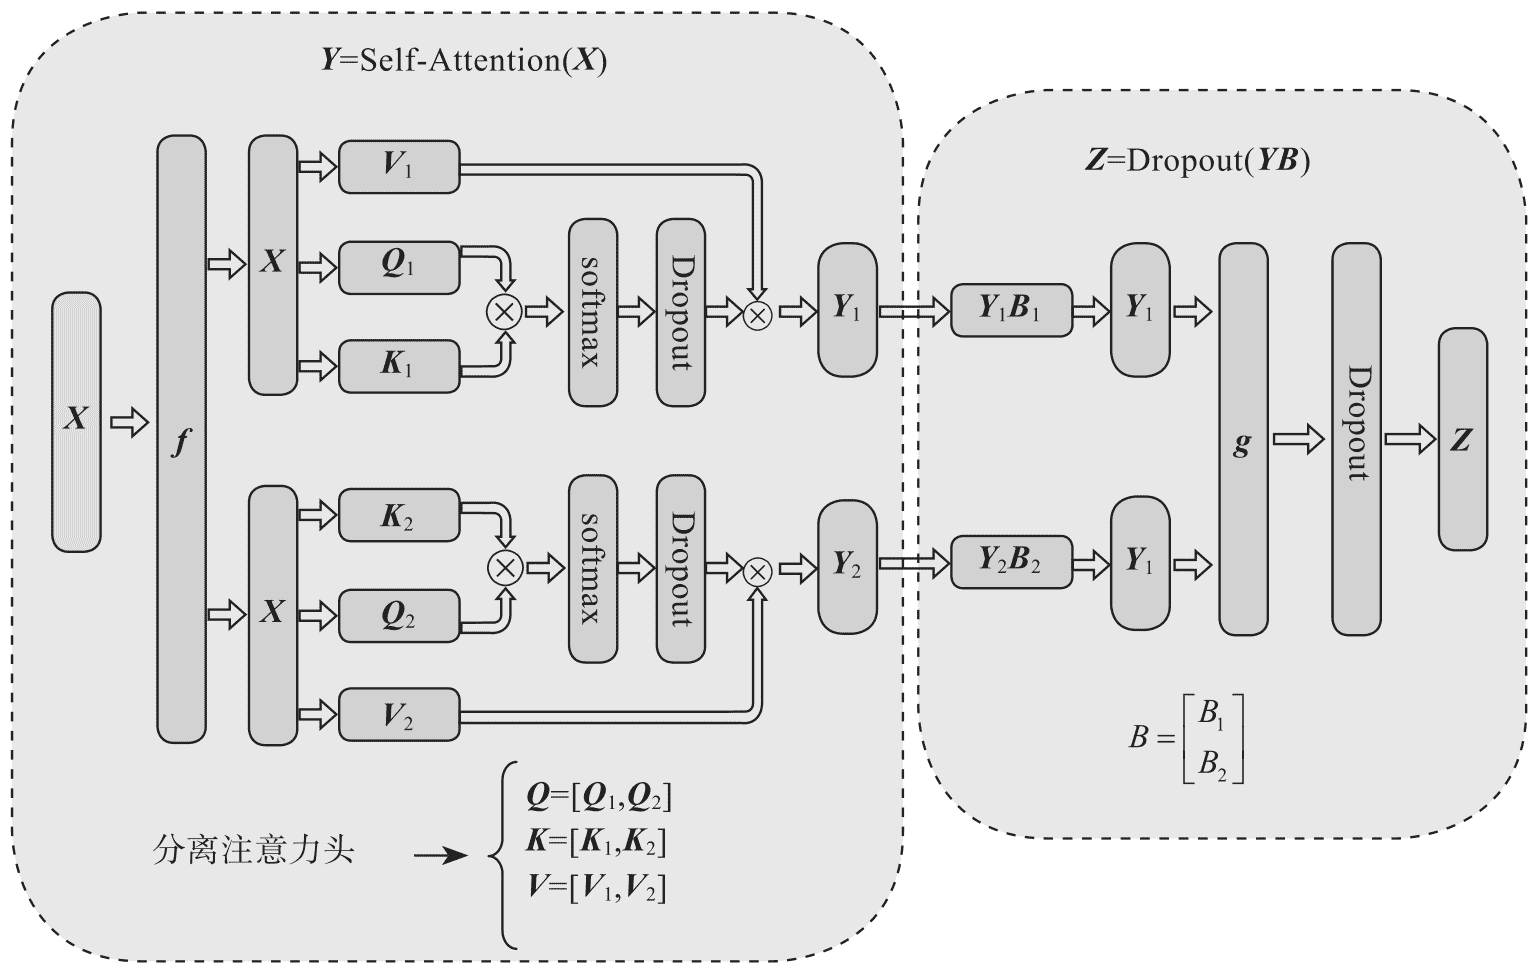 Y=Self-Attention(X)
X
f
X
V1
Q1
K1
softmax
Dropout
Y1
X
K2
Q2
V2
softmax
Dropout
Y2
分离注意力头
Q=[Q1,Q2]
K=[K1,K2]
V=[V1,V2]
Z=Dropout(YB)
Y1B1
Y1
Y2B2
Y1
g
Dropout
Z
B=[B1
B2]